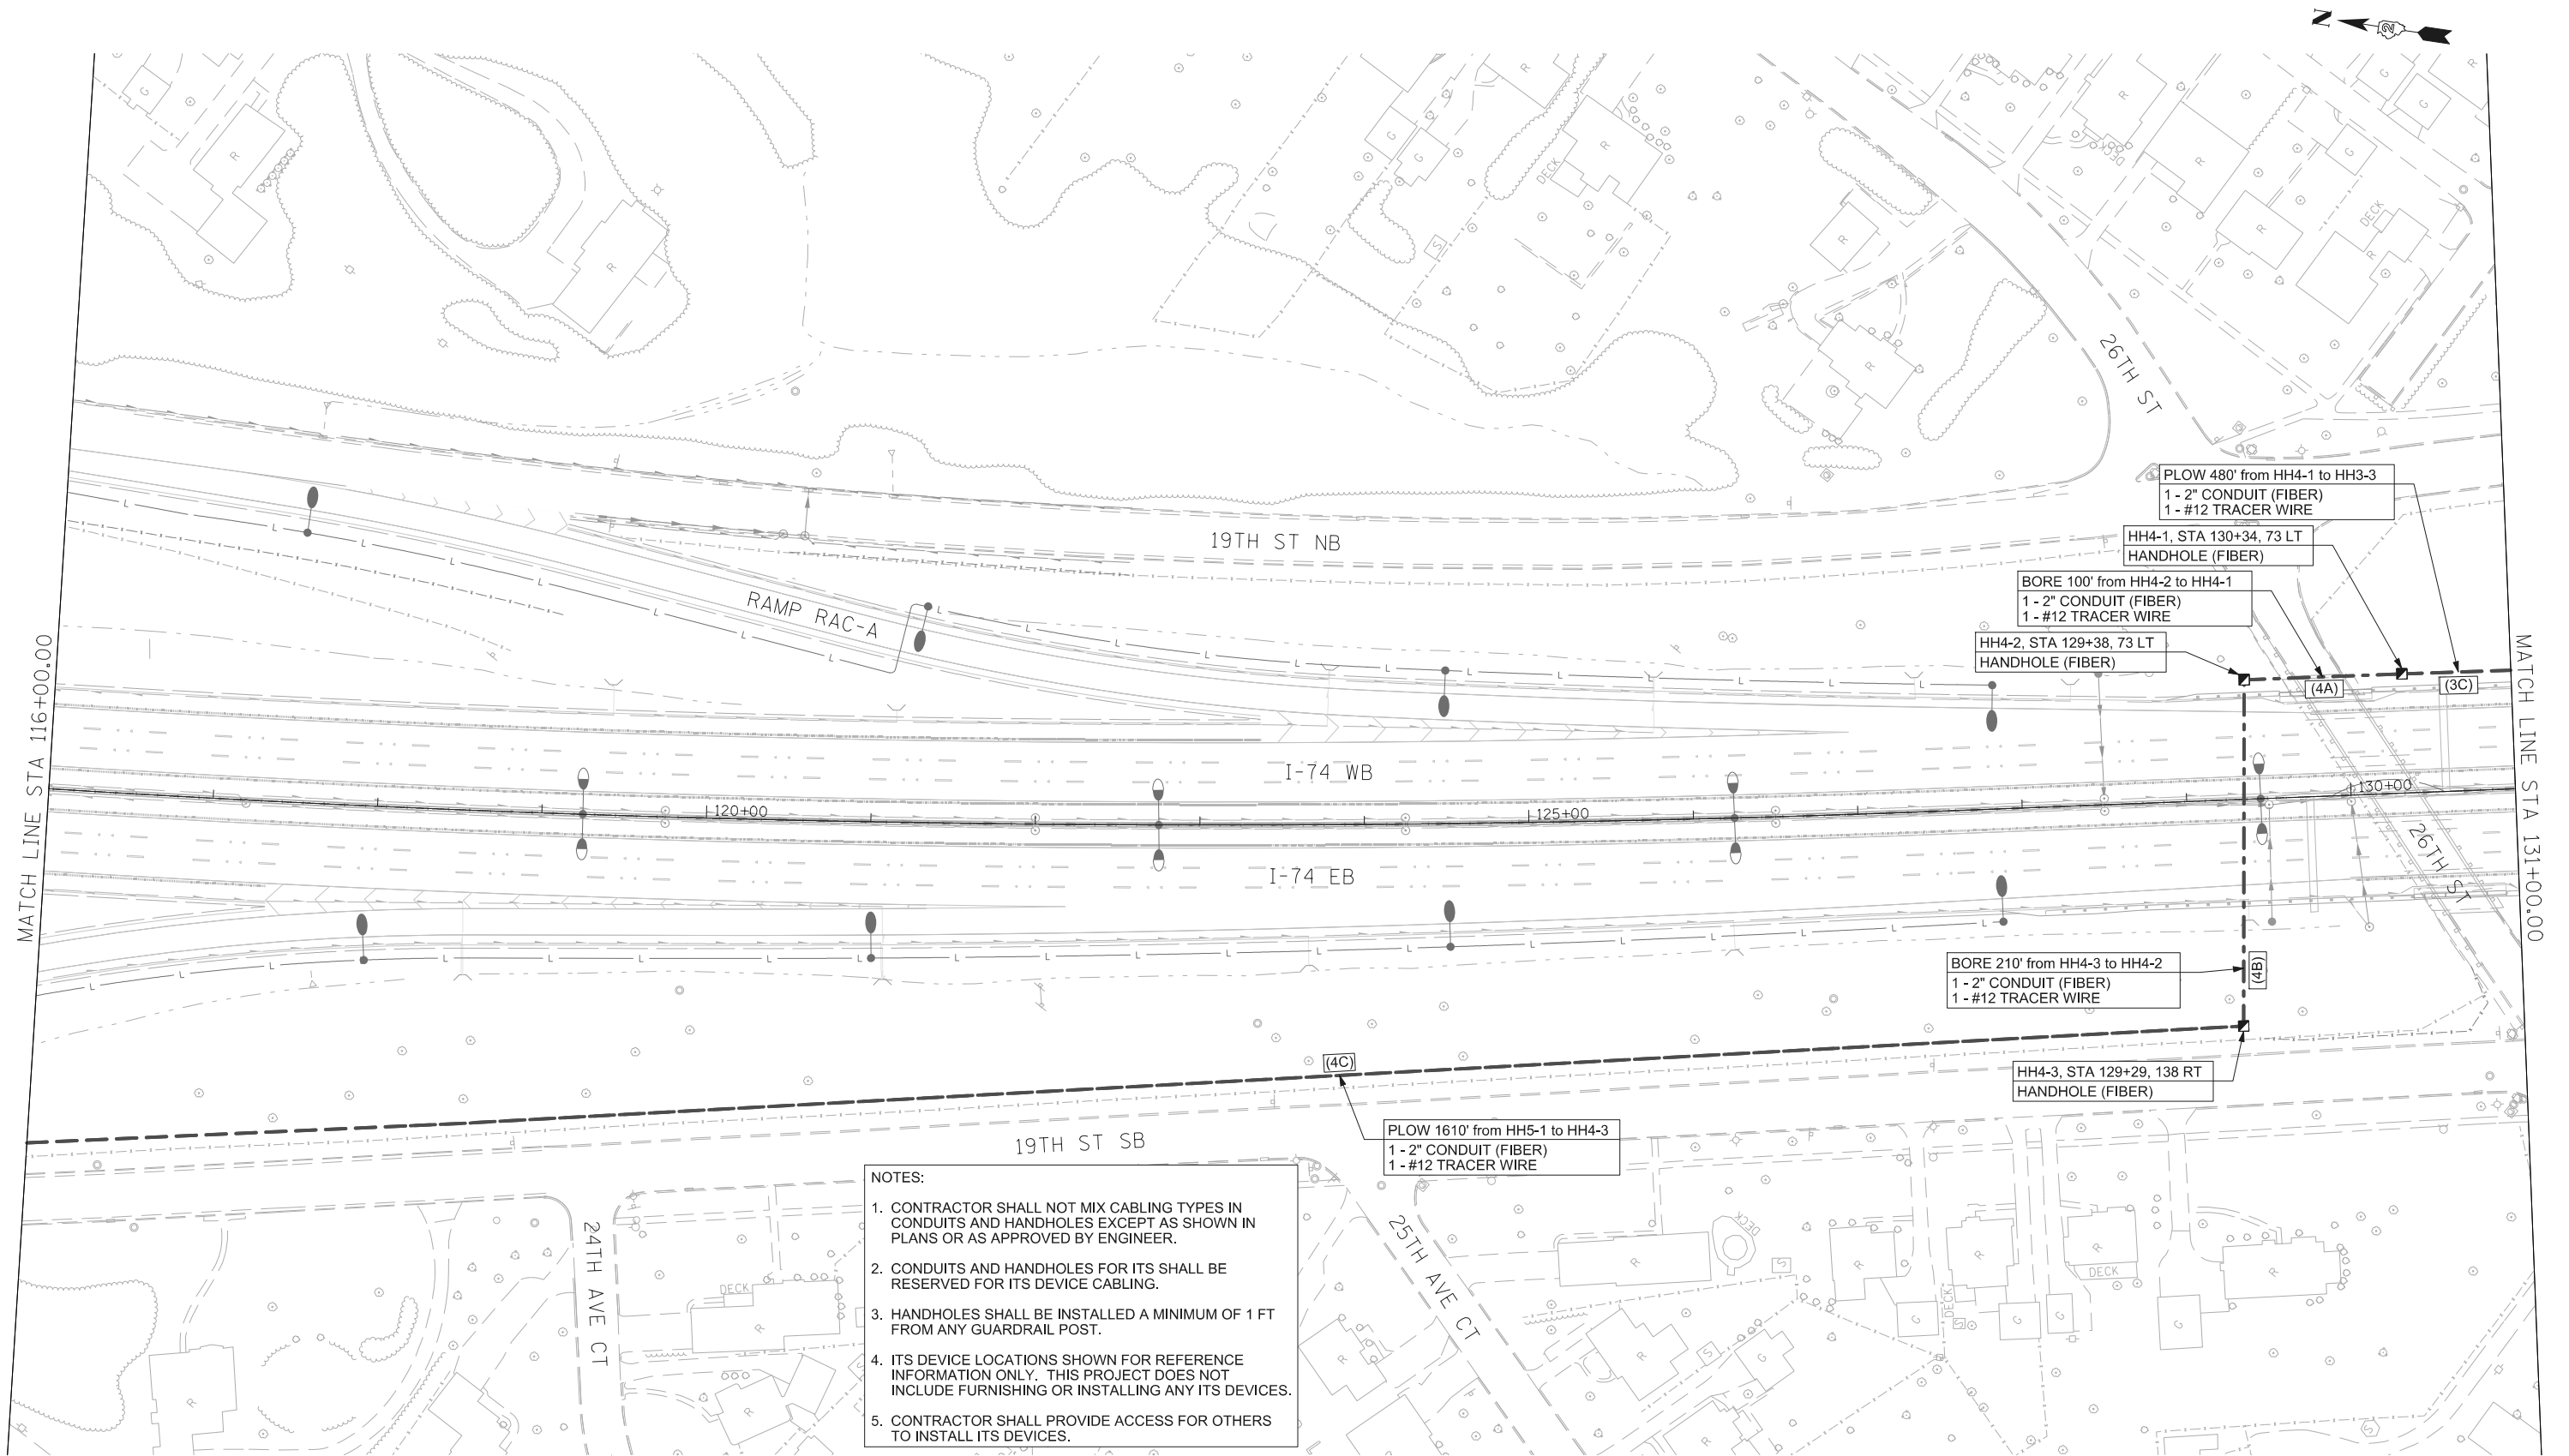 N
2
26TH ST
PLOW 480' from HH4-1 to HH3-3
1 - 2" CONDUIT (FIBER)
1 - #12 TRACER WIRE
HH4-1, STA 130+34, 73 LT
HANDHOLE (FIBER)
BORE 100' from HH4-2 to HH4-1
1 - 2" CONDUIT (FIBER)
1 - #12 TRACER WIRE
HH4-2, STA 129+38, 73 LT
HANDHOLE (FIBER)
(4A)
(3C)
19TH ST NB
RAMP RAC-A
MATCH LINE STA 116+00.00
MATCH LINE STA 131+00.00
I-74 WB
120+00
125+00
130+00
I-74 EB
26TH ST
BORE 210' from HH4-3 to HH4-2
1 - 2" CONDUIT (FIBER)
1 - #12 TRACER WIRE
(4B)
(4C)
HH4-3, STA 129+29, 138 RT
HANDHOLE (FIBER)
PLOW 1610' from HH5-1 to HH4-3
1 - 2" CONDUIT (FIBER)
1 - #12 TRACER WIRE
19TH ST SB
24TH AVE CT
25TH AVE CT
NOTES:
1. CONTRACTOR SHALL NOT MIX CABLING TYPES IN
CONDUITS AND HANDHOLES EXCEPT AS SHOWN IN
PLANS OR AS APPROVED BY ENGINEER.
2. CONDUITS AND HANDHOLES FOR ITS SHALL BE
RESERVED FOR ITS DEVICE CABLING.
3. HANDHOLES SHALL BE INSTALLED A MINIMUM OF 1 FT
FROM ANY GUARDRAIL POST.
4. ITS DEVICE LOCATIONS SHOWN FOR REFERENCE
INFORMATION ONLY. THIS PROJECT DOES NOT
INCLUDE FURNISHING OR INSTALLING ANY ITS DEVICES.
5. CONTRACTOR SHALL PROVIDE ACCESS FOR OTHERS
TO INSTALL ITS DEVICES.
DECK
DECK
DECK
DECK
DECK
DECK
DECK